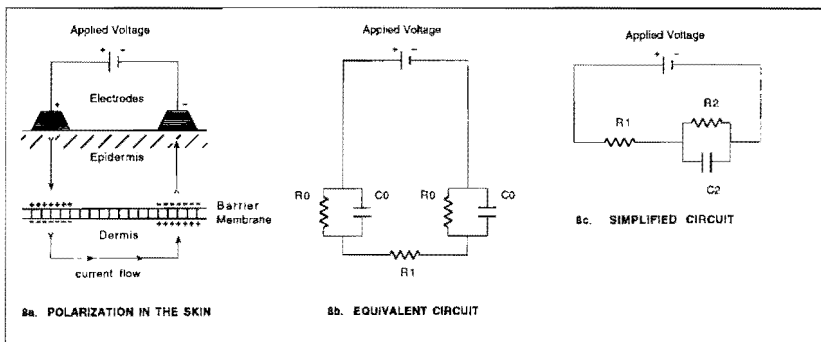 Applied Voltage
+ -
Electrodes
+ -
Epidermis
+++++++ -------
Barrier
Membrane
------- +++++++
Dermis
current flow
8a. POLARIZATION IN THE SKIN
Applied Voltage
+ -
R0 C0 R0 C0
R1
8b. EQUIVALENT CIRCUIT
Applied Voltage
+ -
R2
R1
C2
8c. SIMPLIFIED CIRCUIT